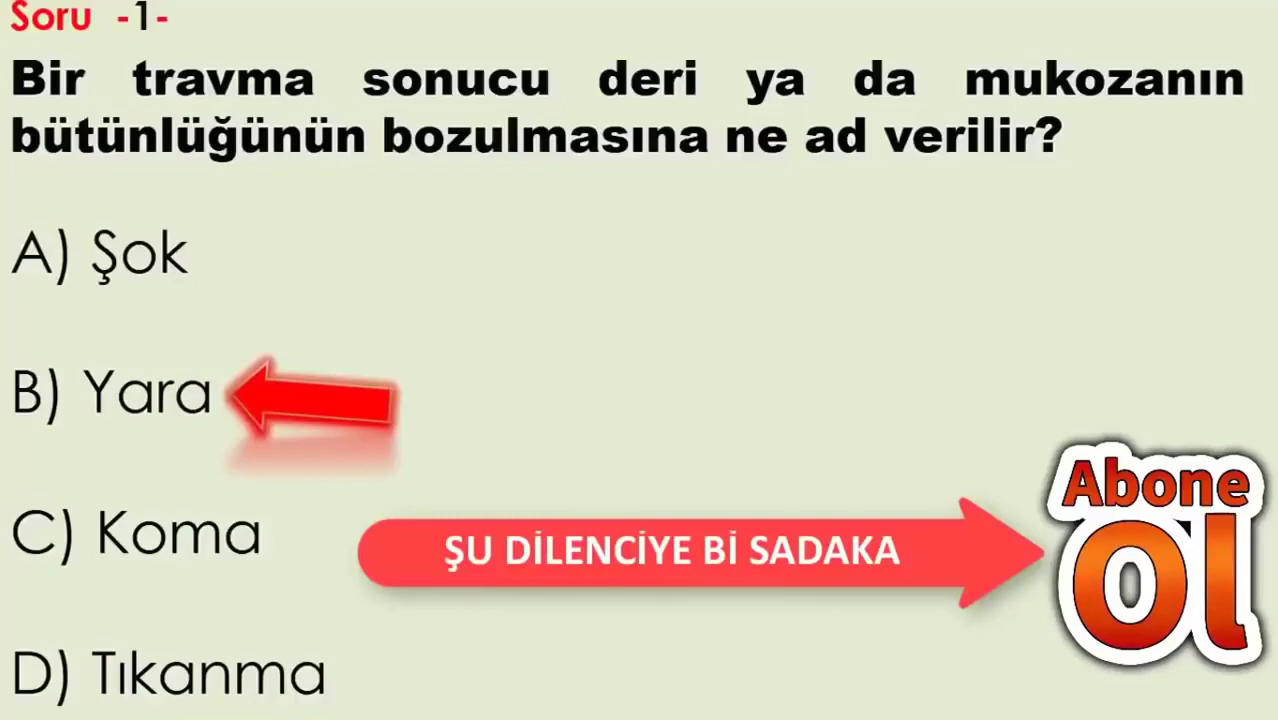 Soru -1-
Bir travma sonucu deri ya da mukozanın
bütünlüğünün bozulmasına ne ad verilir?
A) Şok
B) Yara
C) Koma
ŞU DİLENCİYE Bİ SADAKA
Abone
Ol
D) Tıkanma